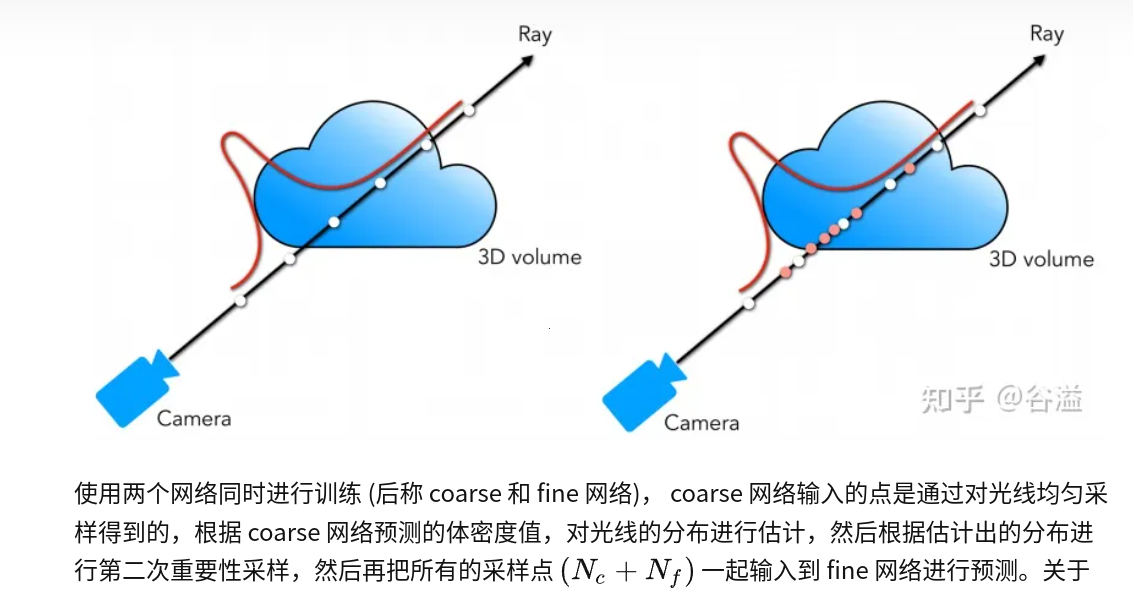 Ray
Ray
3D volume
3D volume
Camera
Camera
知乎 @谷溢
使用两个网络同时进行训练 (后称 coarse 和 fine 网络)， coarse 网络输入的点是通过对光线均匀采
样得到的，根据 coarse 网络预测的体密度值，对光线的分布进行估计，然后根据估计出的分布进
行第二次重要性采样，然后再把所有的采样点 (N_c + N_f) 一起输入到 fine 网络进行预测。关于